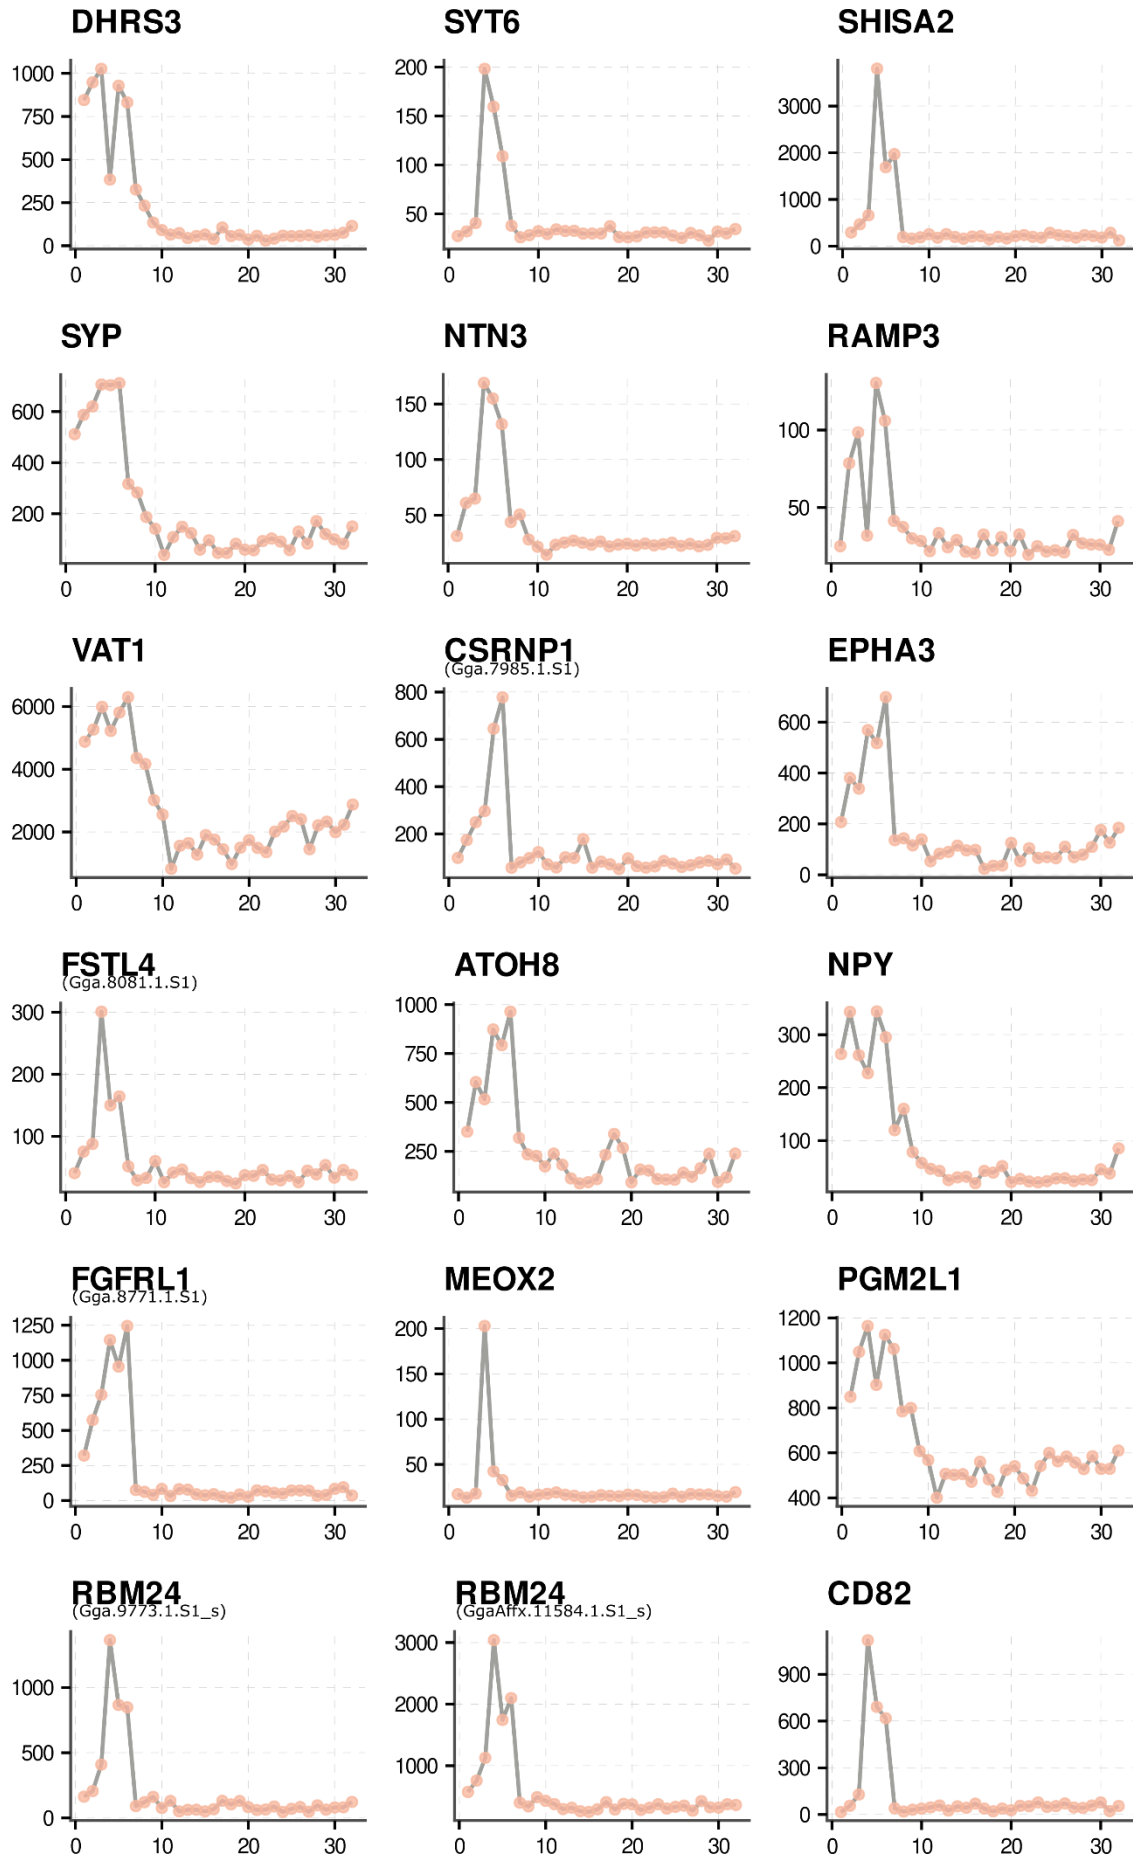 DHRS3
1000
750
500
250
0
0 10 20 30
SYT6
200
150
100
50
0 10 20 30
SHISA2
3000
2000
1000
0
0 10 20 30
SYP
600
400
200
0 10 20 30
NTN3
150
100
50
0 10 20 30
RAMP3
100
50
0 10 20 30
VAT1
6000
4000
2000
0 10 20 30
CSRNP1
(Gga.7985.1.S1)
800
600
400
200
0 10 20 30
EPHA3
600
400
200
0
0 10 20 30
FSTL4
(Gga.8081.1.S1)
300
200
100
0 10 20 30
ATOH8
1000
750
500
250
0 10 20 30
NPY
300
200
100
0 10 20 30
FGFRL1
(Gga.8771.1.S1)
1250
1000
750
500
250
0
0 10 20 30
MEOX2
200
150
100
50
0 10 20 30
PGM2L1
1200
1000
800
600
400
0 10 20 30
RBM24
(Gga.9773.1.S1_s)
1000
500
0
0 10 20 30
RBM24
(GgaAffx.11584.1.S1_s)
3000
2000
1000
0 10 20 30
CD82
900
600
300
0
0 10 20 30